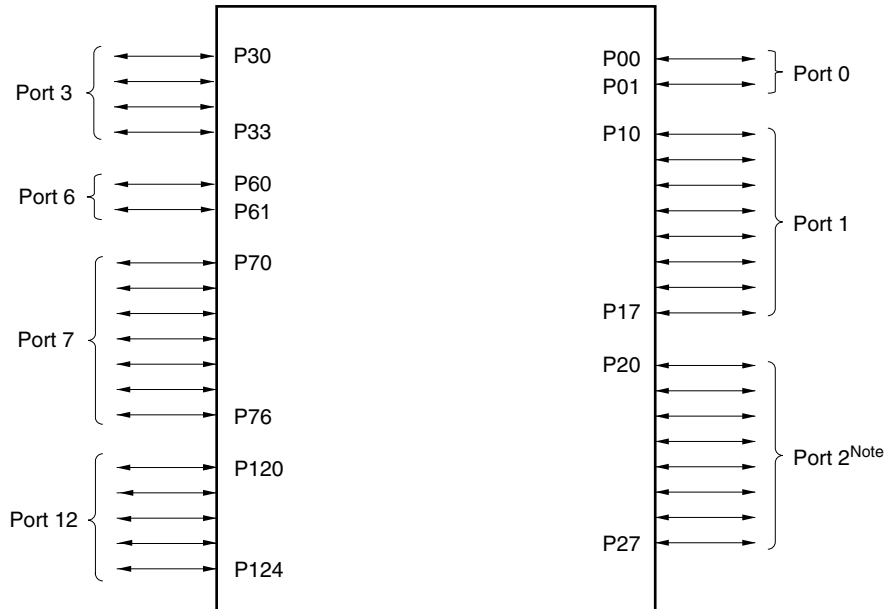 Port 3
P30
P33
Port 6
P60
P61
Port 7
P70
P76
Port 12
P120
P124
P00
P01
Port 0
P10
P17
Port 1
P20
P27
Port 2Note